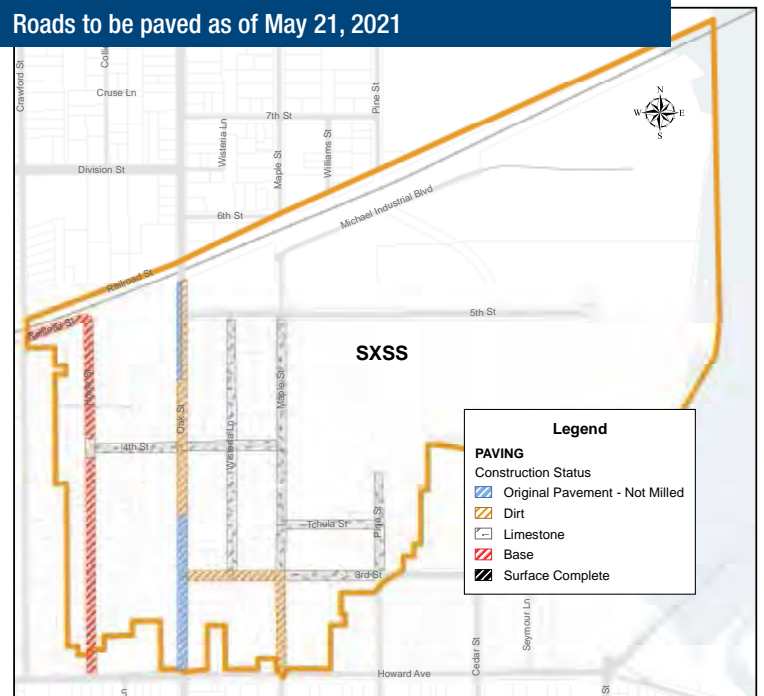 Roads to be paved as of May 21, 2021
Crawford St
Cruse Ln
Pine St
N
W E
S
7th St
Wisteria Ln
Maple St
Williams St
Division St
6th St
Michael Industrial Blvd
Railroad St
Railroad St
5th St
SXSS
Maple St
Oak St
Wisteria Ln
4th St
Tchula St
Pine St
3rd St
Howard Ave
Cedar St
Seymour Ln
St
Legend
PAVING
Construction Status
Original Pavement - Not Milled
Dirt
Limestone
Base
Surface Complete